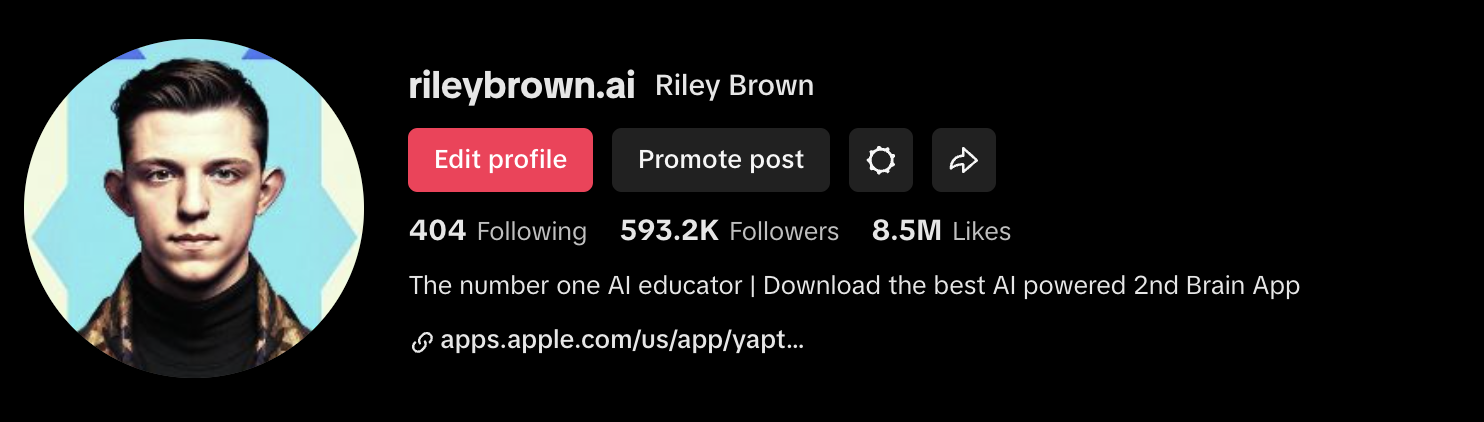 rileybrown.ai Riley Brown
Edit profile Promote post
404 Following 593.2K Followers 8.5M Likes
The number one AI educator | Download the best AI powered 2nd Brain App
apps.apple.com/us/app/yapt...